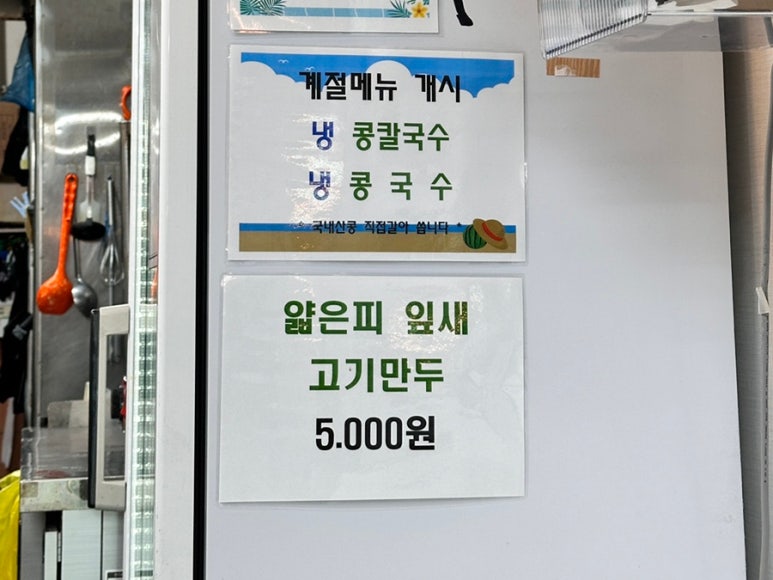 계절메뉴 개시
냉 콩칼국수
냉 콩국수
* 국내산콩 직접갈아 씁니다 *
얇은피 잎새
고기만두
5.000원